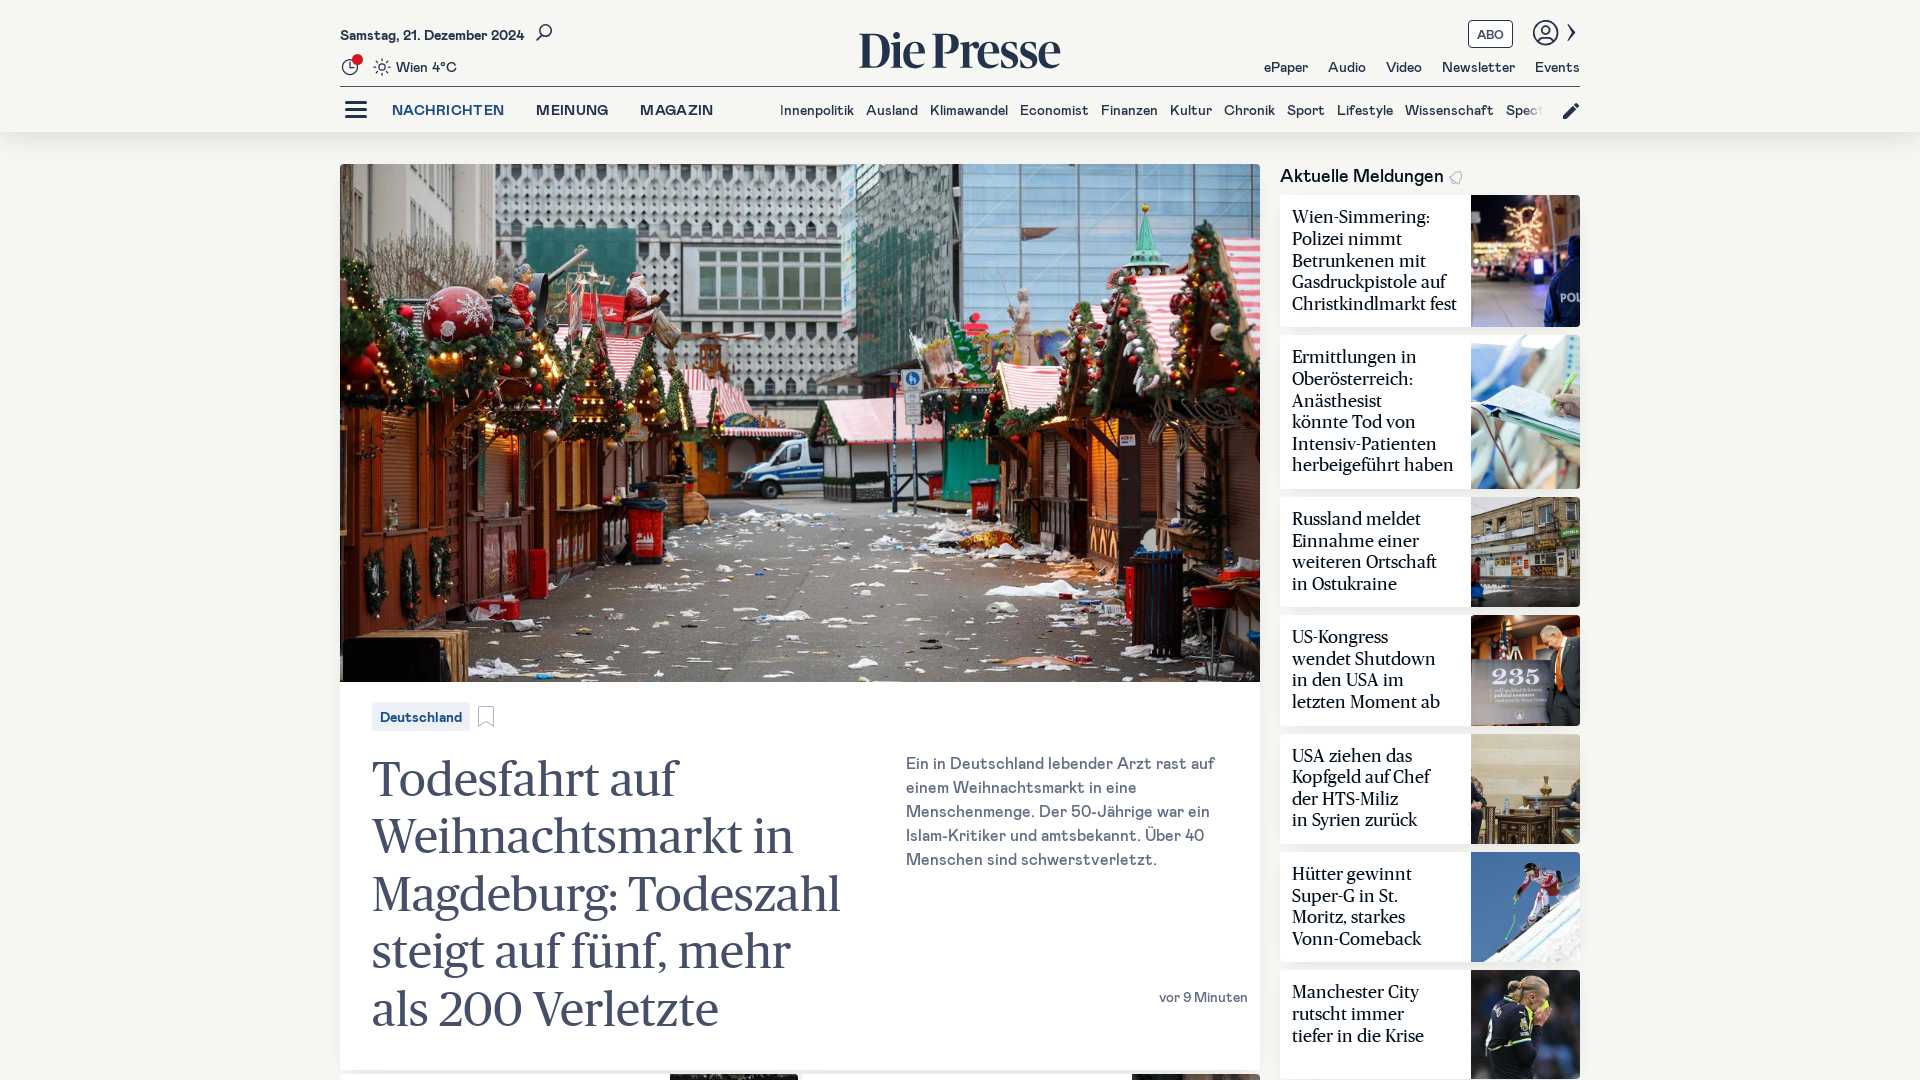 Samstag, 21. Dezember 2024
Wien 4°C
Die Presse
ABO
ePaper Audio Video Newsletter Events
NACHRICHTEN MEINUNG MAGAZIN
Innenpolitik Ausland Klimawandel Economist Finanzen Kultur Chronik Sport Lifestyle Wissenschaft Spect
Deutschland
Todesfahrt auf
Weihnachtsmarkt in
Magdeburg: Todeszahl
steigt auf fünf, mehr
als 200 Verletzte
Ein in Deutschland lebender Arzt rast auf
einem Weihnachtsmarkt in eine
Menschenmenge. Der 50-Jährige war ein
Islam-Kritiker und amtsbekannt. Über 40
Menschen sind schwerstverletzt.
vor 9 Minuten
Aktuelle Meldungen
Wien-Simmering:
Polizei nimmt
Betrunkenen mit
Gasdruckpistole auf
Christkindlmarkt fest
POL
Ermittlungen in
Oberösterreich:
Anästhesist
könnte Tod von
Intensiv-Patienten
herbeigeführt haben
Russland meldet
Einnahme einer
weiteren Ortschaft
in Ostukraine
US-Kongress
wendet Shutdown
in den USA im
letzten Moment ab
235
USA ziehen das
Kopfgeld auf Chef
der HTS-Miliz
in Syrien zurück
Hütter gewinnt
Super-G in St.
Moritz, starkes
Vonn-Comeback
Manchester City
rutscht immer
tiefer in die Krise